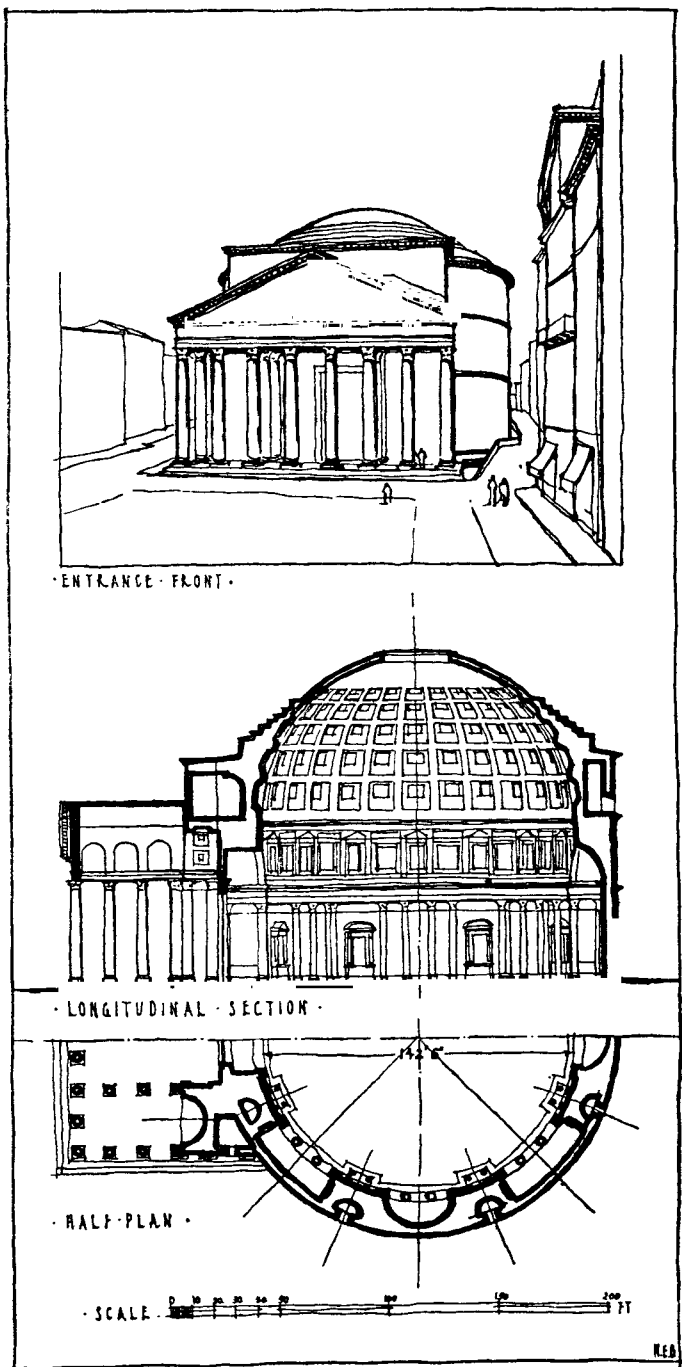 · ENTRANCE · FRONT ·
· LONGITUDINAL · SECTION ·
142' 6"
· HALF · PLAN ·
· SCALE · 0 10 20 30 40 50 100 150 200 FT